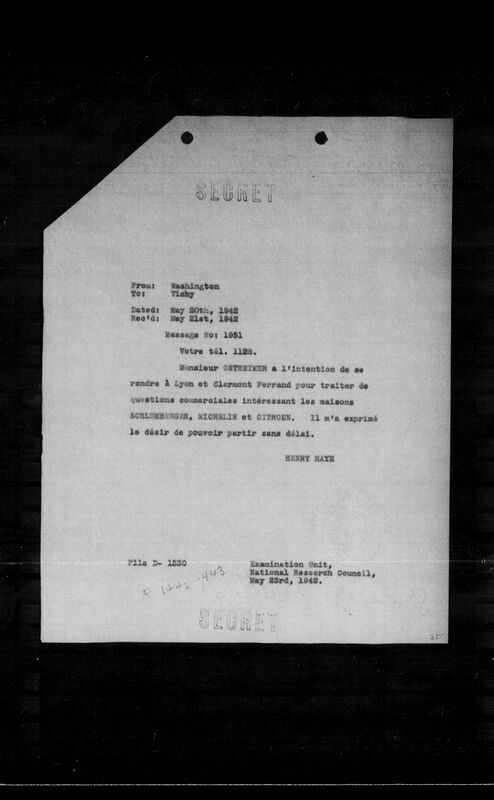 SECRET
From: Washington
To: Vichy
Dated: May 20th, 1942
Rec'd: May 21st, 1942
Message No: 1951
Votre tél. 1128.
Monsieur OSTHEIMER a l'intention de se
rendre à Lyon et Clermont Ferrand pour traiter de
questions commerciales intéressant les maisons
SCHLUMBERGER, MICHELIN et CITROEN. Il m'a exprimé
le désir de pouvoir partir sans délai.
HENRY HAYE
File D- 1530
Examination Unit,
National Research Council,
May 23rd, 1942.
F 1442 '443
SECRET